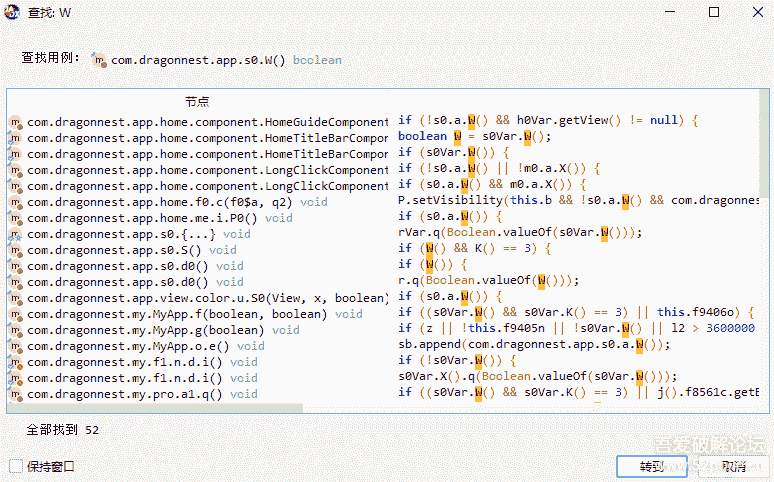 查找: W
查找用例: com.dragonnest.app.s0.W() boolean
节点
com.dragonnest.app.home.component.HomeGuideComponent if (!s0.a.W() && h0Var.getView() != null) {
com.dragonnest.app.home.component.HomeTitleBarCompor boolean W = s0Var.W();
com.dragonnest.app.home.component.HomeTitleBarCompor if (s0Var.W()) {
com.dragonnest.app.home.component.LongClickComponent if (!s0.a.W() || !m0.a.X()) {
com.dragonnest.app.home.component.LongClickComponent if (s0.a.W() && m0.a.X()) {
com.dragonnest.app.home.f0.c(f0$a, q2) void P.setVisibility(this.b && !s0.a.W() && com.dragonnes
com.dragonnest.app.home.me.i.P0() void if (s0.a.W()) {
com.dragonnest.app.s0.{...} void rVar.q(Boolean.valueOf(s0Var.W()));
com.dragonnest.app.s0.S() void if (W() && K() == 3) {
com.dragonnest.app.s0.d0() void if (W()) {
com.dragonnest.app.s0.d0() void r.q(Boolean.valueOf(W()));
com.dragonnest.app.view.color.u.S0(View, x, boolean) if (s0.a.W()) {
com.dragonnest.my.MyApp.f(boolean, boolean) void if ((s0Var.W() && s0Var.K() == 3) || this.f9406o) {
com.dragonnest.my.MyApp.g(boolean) void if (z || !this.f9405n || !s0Var.W() || l2 > 3600000
com.dragonnest.my.MyApp.o.e() void sb.append(com.dragonnest.app.s0.a.W());
com.dragonnest.my.f1.n.d.i() void if (!s0Var.W()) {
com.dragonnest.my.f1.n.d.i() void s0Var.X().q(Boolean.valueOf(s0Var.W()));
com.dragonnest.my.pro.a1.q() void if ((s0Var.W() && s0Var.K() == 3) || j().f8561c.getE
全部找到 52
吾爱破解论坛
保持窗口 转到 取消